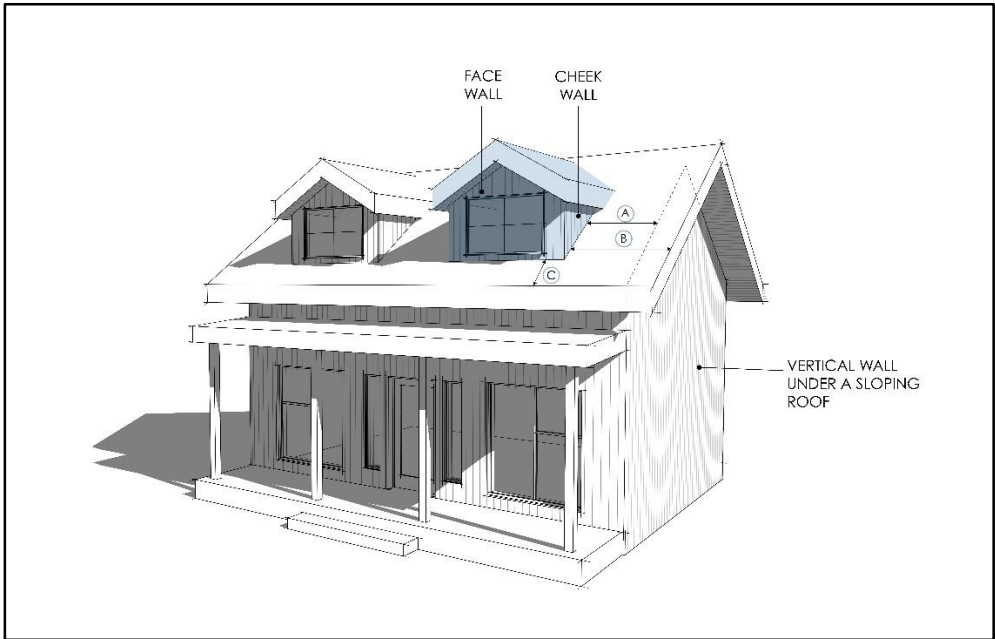 FACE
WALL
CHEEK
WALL
A
B
C
VERTICAL WALL
UNDER A SLOPING
ROOF